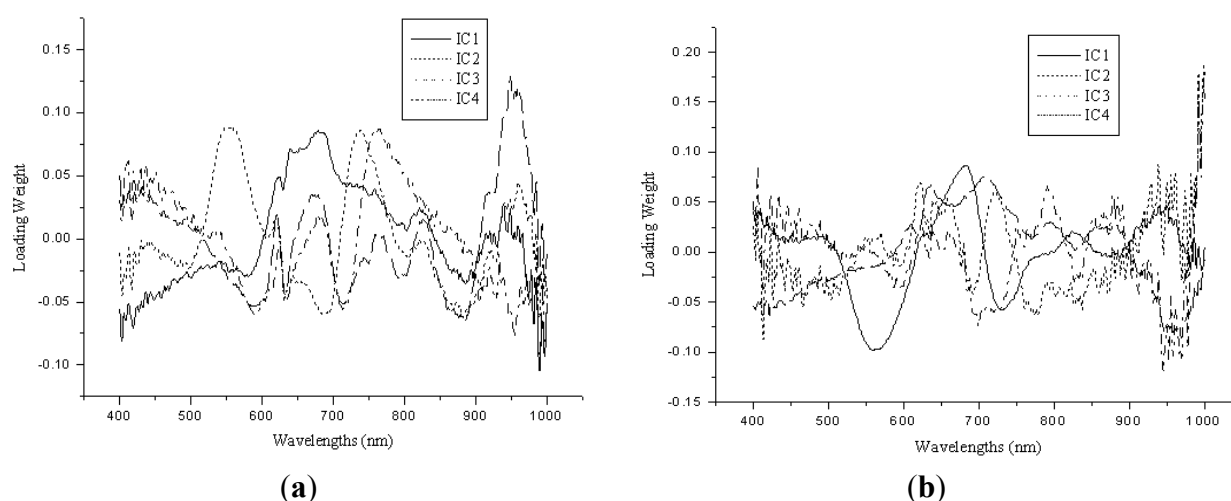 IC1
IC2
IC3
IC4
0.15
0.10
0.05
0.00
-0.05
-0.10
Loading Weight
400
500
600
700
800
900
1000
Wavelengths (nm)
(a)
IC1
IC2
IC3
IC4
0.20
0.15
0.10
0.05
0.00
-0.05
-0.10
-0.15
Loading Weight
400
500
600
700
800
900
1000
Wavelengths (nm)
(b)